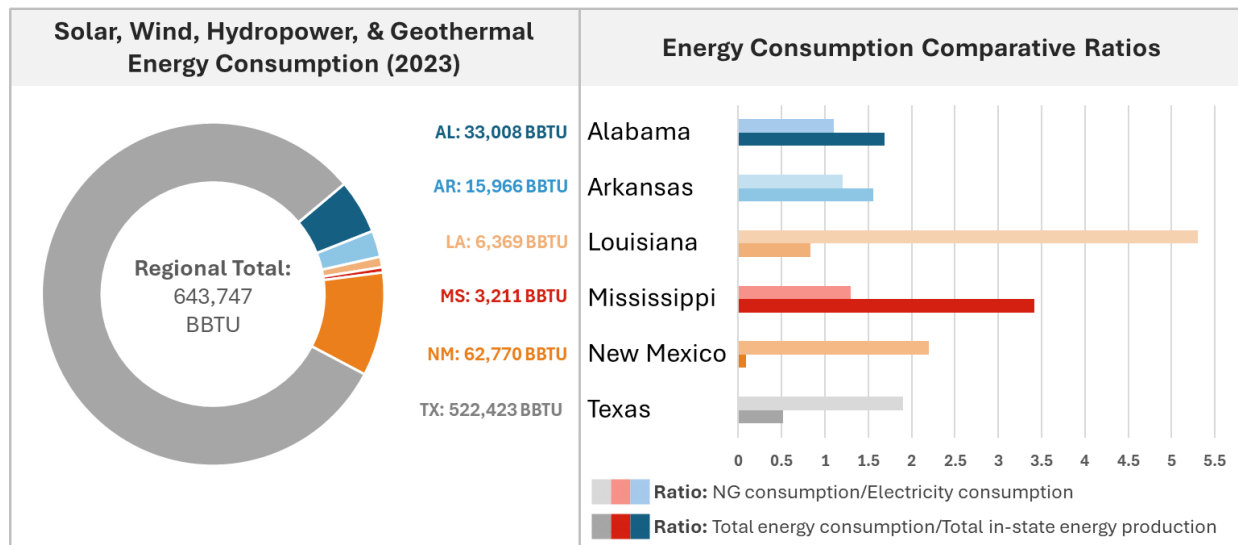 Solar, Wind, Hydropower, & Geothermal
Energy Consumption (2023)
Regional Total:
643,747
BBTU
AL: 33,008 BBTU
AR: 15,966 BBTU
LA: 6,369 BBTU
MS: 3,211 BBTU
NM: 62,770 BBTU
TX: 522,423 BBTU
Energy Consumption Comparative Ratios
Alabama
Arkansas
Louisiana
Mississippi
New Mexico
Texas
0 0.5 1 1.5 2 2.5 3 3.5 4 4.5 5 5.5
Ratio: NG consumption/Electricity consumption
Ratio: Total energy consumption/Total in-state energy production